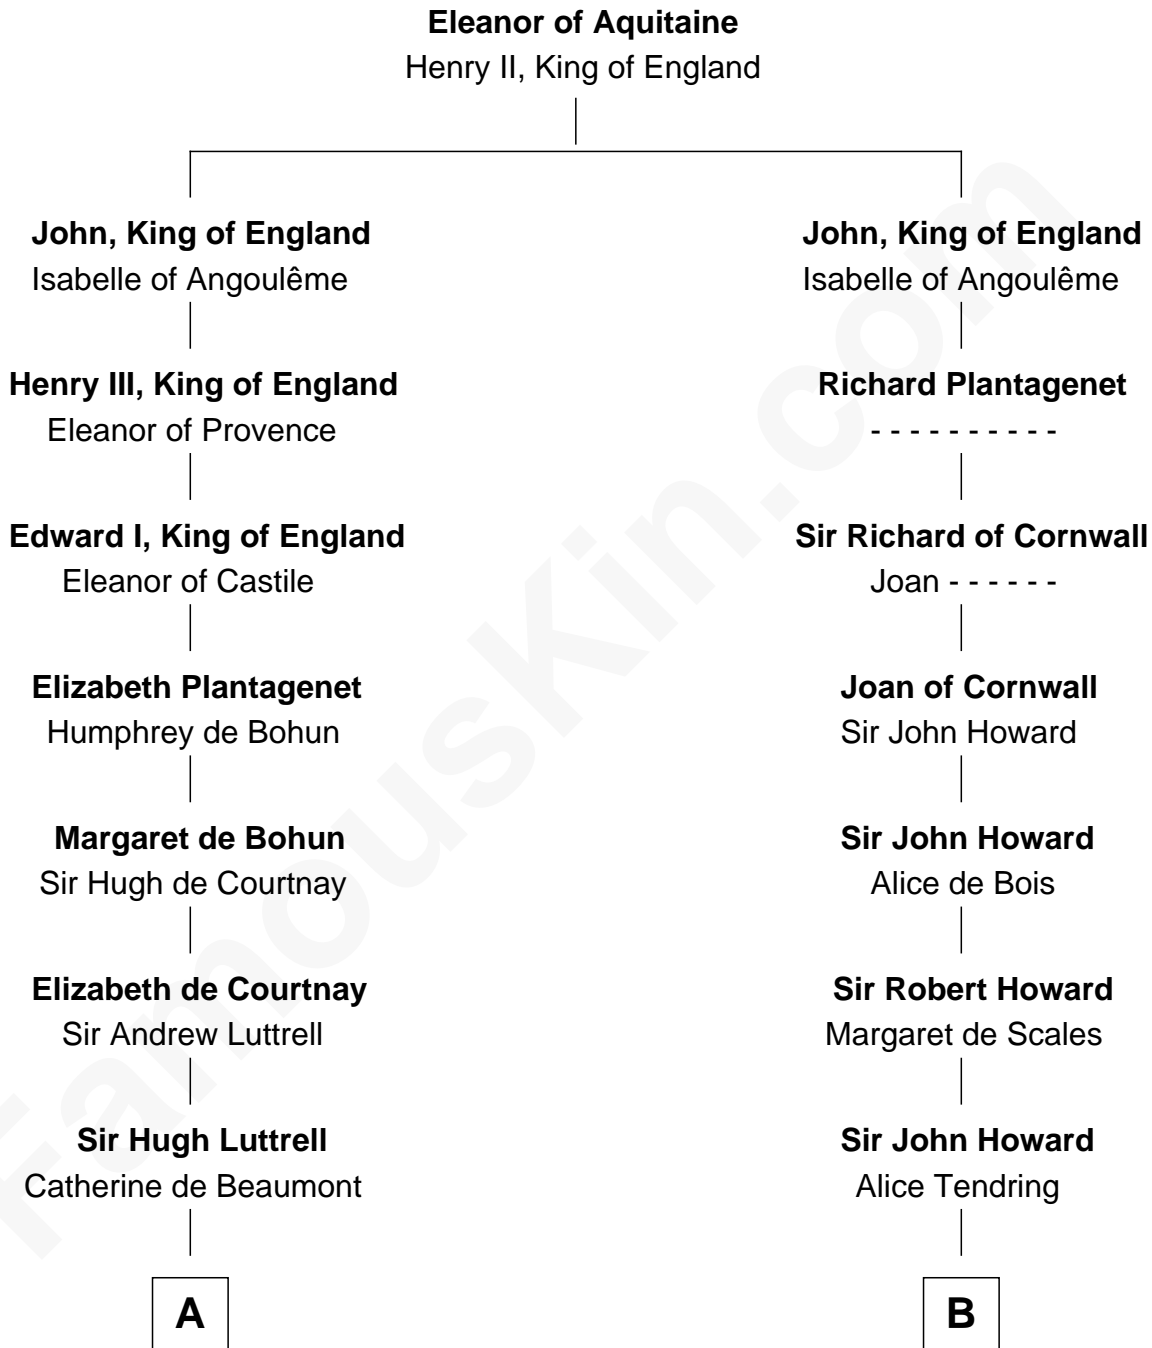 Eleanor of Aquitaine
Henry II, King of England
John, King of England
Isabelle of Angoulême
Henry III, King of England
Eleanor of Provence
Edward I, King of England
Eleanor of Castile
Elizabeth Plantagenet
Humphrey de Bohun
Margaret de Bohun
Sir Hugh de Courtnay
Elizabeth de Courtnay
Sir Andrew Luttrell
Sir Hugh Luttrell
Catherine de Beaumont
A
John, King of England
Isabelle of Angoulême
Richard Plantagenet
- - - - - - - - - -
Sir Richard of Cornwall
Joan - - - - - -
Joan of Cornwall
Sir John Howard
Sir John Howard
Alice de Bois
Sir Robert Howard
Margaret de Scales
Sir John Howard
Alice Tendring
B
FamousKin.com